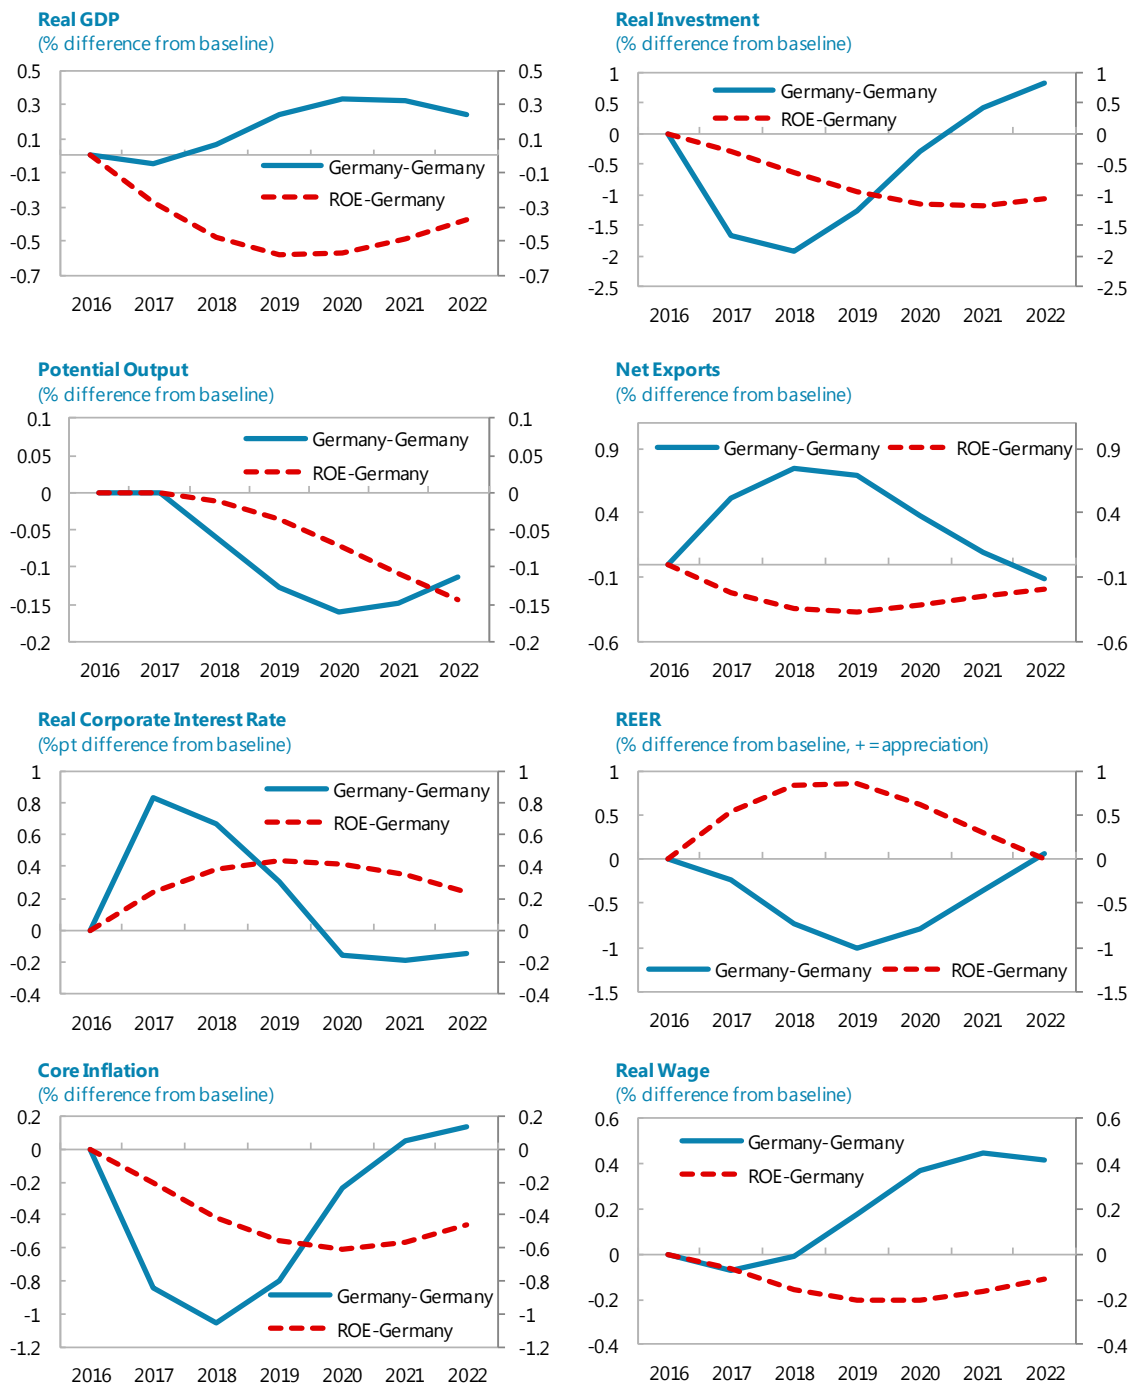 Real GDP
(% difference from baseline)
0.5 0.5
0.3 0.3
0.1 0.1
-0.1 Germany-Germany -0.1
-0.3 ROE-Germany -0.3
-0.5 -0.5
-0.7 -0.7
2016 2017 2018 2019 2020 2021 2022
Real Investment
(% difference from baseline)
1 1
0.5 Germany-Germany 0.5
0 ROE-Germany 0
-0.5 -0.5
-1 -1
-1.5 -1.5
-2 -2
-2.5 -2.5
2016 2017 2018 2019 2020 2021 2022
Potential Output
(% difference from baseline)
0.1 0.1
0.05 Germany-Germany 0.05
0 ROE-Germany 0
-0.05 -0.05
-0.1 -0.1
-0.15 -0.15
-0.2 -0.2
2016 2017 2018 2019 2020 2021 2022
Net Exports
(% difference from baseline)
0.9 Germany-Germany ROE-Germany 0.9
0.4 0.4
-0.1 -0.1
-0.6 -0.6
2016 2017 2018 2019 2020 2021 2022
Real Corporate Interest Rate
(%pt difference from baseline)
1 1
0.8 Germany-Germany 0.8
0.6 ROE-Germany 0.6
0.4 0.4
0.2 0.2
0 0
-0.2 -0.2
-0.4 -0.4
2016 2017 2018 2019 2020 2021 2022
REER
(% difference from baseline, + =appreciation)
1 1
0.5 0.5
0 0
-0.5 -0.5
-1 -1
Germany-Germany ROE-Germany
-1.5 -1.5
2016 2017 2018 2019 2020 2021 2022
Core Inflation
(% difference from baseline)
0.2 0.2
0 0
-0.2 -0.2
-0.4 -0.4
-0.6 -0.6
-0.8 -0.8
Germany-Germany
-1 -1
ROE-Germany
-1.2 -1.2
2016 2017 2018 2019 2020 2021 2022
Real Wage
(% difference from baseline)
0.6 0.6
Germany-Germany
0.4 0.4
ROE-Germany
0.2 0.2
0 0
-0.2 -0.2
-0.4 -0.4
2016 2017 2018 2019 2020 2021 2022